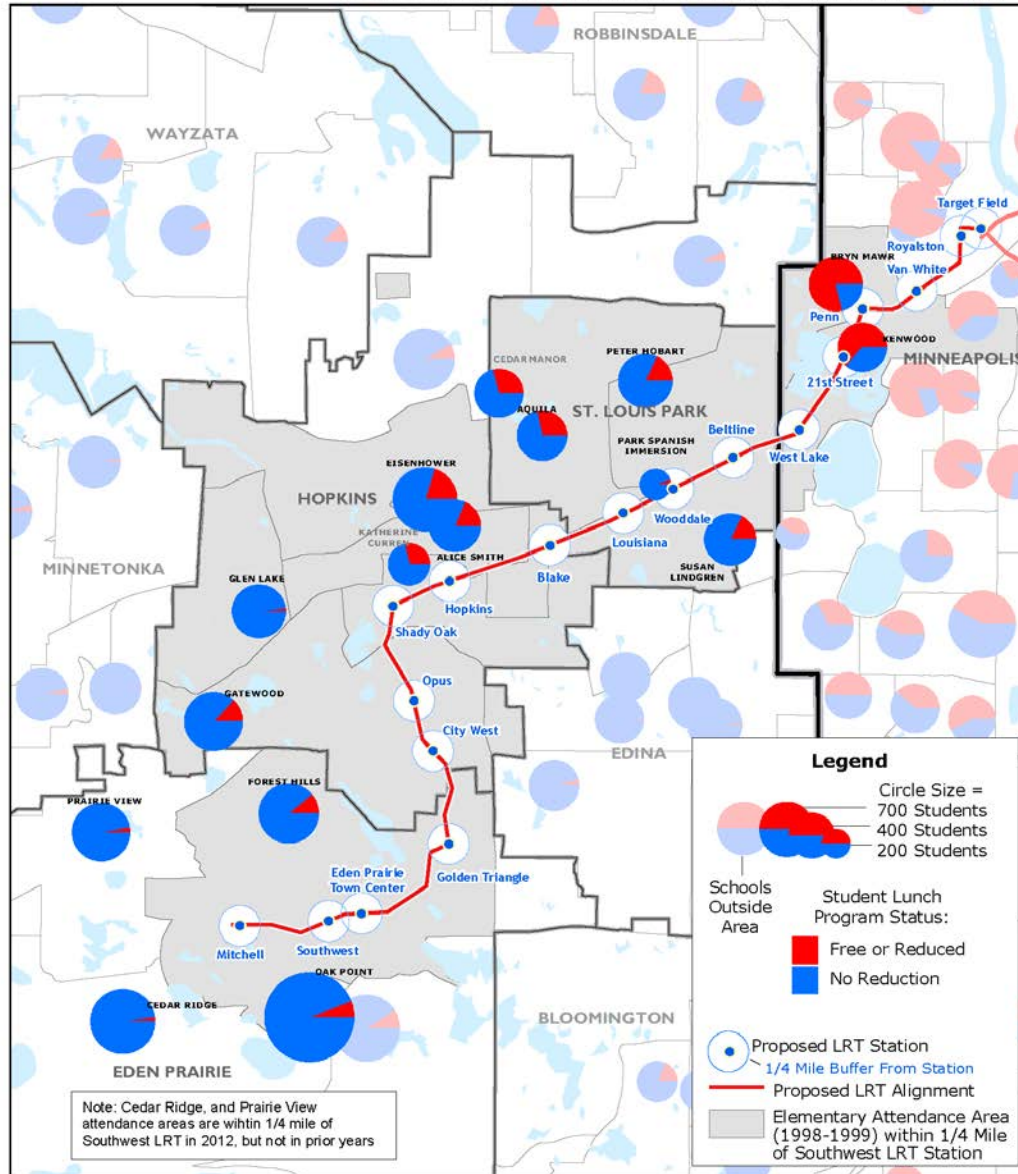 ROBBINSDALE
WAYZATA
Target Field
Royalston
BRYN MAWR
Van White
Penn
KENWOOD
MINNEAPOLIS
21st Street
CEDAR MANOR
PETER HOBART
AQUILA
ST. LOUIS PARK
Beltline
West Lake
PARK SPANISH
IMMERSION
EISENHOWER
HOPKINS
Wooddale
Louisiana
KATHERINE
CURREN
ALICE SMITH
MINNETONKA
GLEN LAKE
Blake
SUSAN
LINDGREN
Hopkins
Shady Oak
Opus
GATEWOOD
City West
EDINA
FOREST HILLS
PRAIRIE VIEW
Golden Triangle
Eden Prairie
Town Center
Mitchell
Southwest
OAK POINT
CEDAR RIDGE
BLOOMINGTON
EDEN PRAIRIE
Note: Cedar Ridge, and Prairie View
attendance areas are wihtin 1/4 mile of
Southwest LRT in 2012, but not in prior years
Legend
Circle Size =
700 Students
400 Students
200 Students
Schools
Outside
Area
Student Lunch
Program Status:
Free or Reduced
No Reduction
Proposed LRT Station
1/4 Mile Buffer From Station
Proposed LRT Alignment
Elementary Attendance Area
(1998-1999) within 1/4 Mile
of Southwest LRT Station